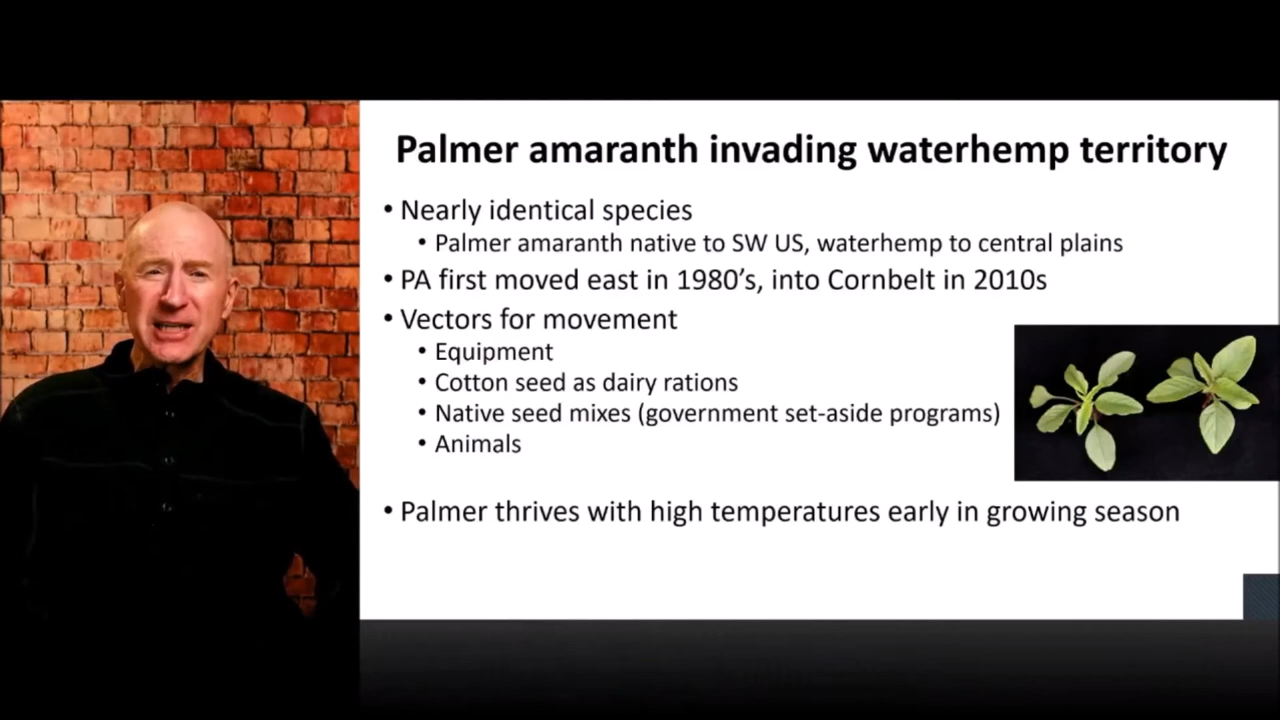 Palmer amaranth invading waterhemp territory
• Nearly identical species
• Palmer amaranth native to SW US, waterhemp to central plains
• PA first moved east in 1980’s, into Cornbelt in 2010s
• Vectors for movement
• Equipment
• Cotton seed as dairy rations
• Native seed mixes (government set-aside programs)
• Animals
• Palmer thrives with high temperatures early in growing season